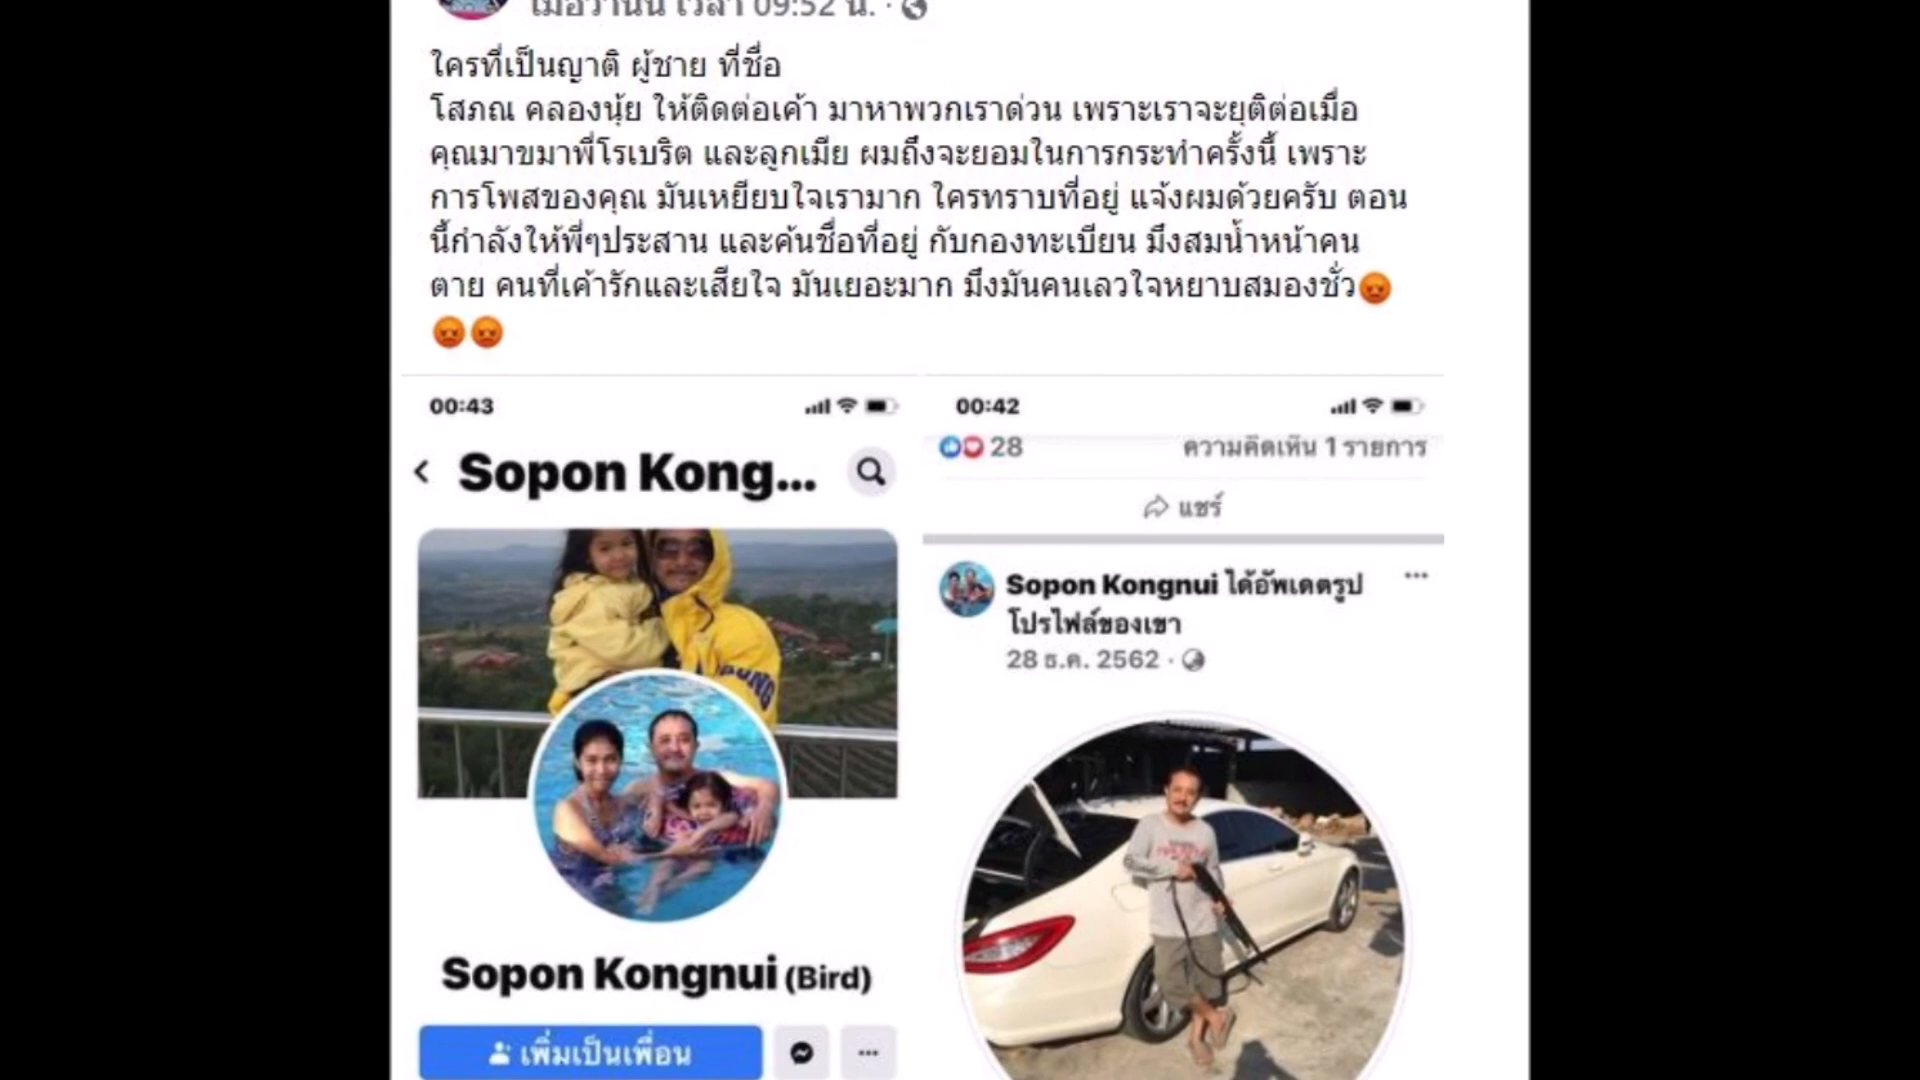 เมื่อวานนี้ เวลา 09:52 น. ·
ใครที่เป็นญาติ ผู้ชาย ที่ชื่อ
โสภณ คลองนุ้ย ให้ติดต่อเค้า มาหาพวกเราด่วน เพราะเราจะยุติต่อเมื่อ
คุณมาขมาพี่โรเบริต และลูกเมีย ผมถึงจะยอมในการกระทำครั้งนี้ เพราะ
การโพสของคุณ มันเหยียบใจเรามาก ใครทราบที่อยู่ แจ้งผมด้วยครับ ตอน
นี้กำลังให้พี่ๆประสาน และค้นชื่อที่อยู่ กับกองทะเบียน มึงสมน้ำหน้าคน
ตาย คนที่เค้ารักและเสียใจ มันเยอะมาก มึงมันคนเลวใจหยาบสมองชั่ว😡
😡😡
00:43
Sopon Kong...
Sopon Kongnui (Bird)
เพิ่มเป็นเพื่อน
00:42
28 ความคิดเห็น 1 รายการ
แชร์
Sopon Kongnui ได้อัพเดตรูป
โปรไฟล์ของเขา
28 ธ.ค. 2562 ·